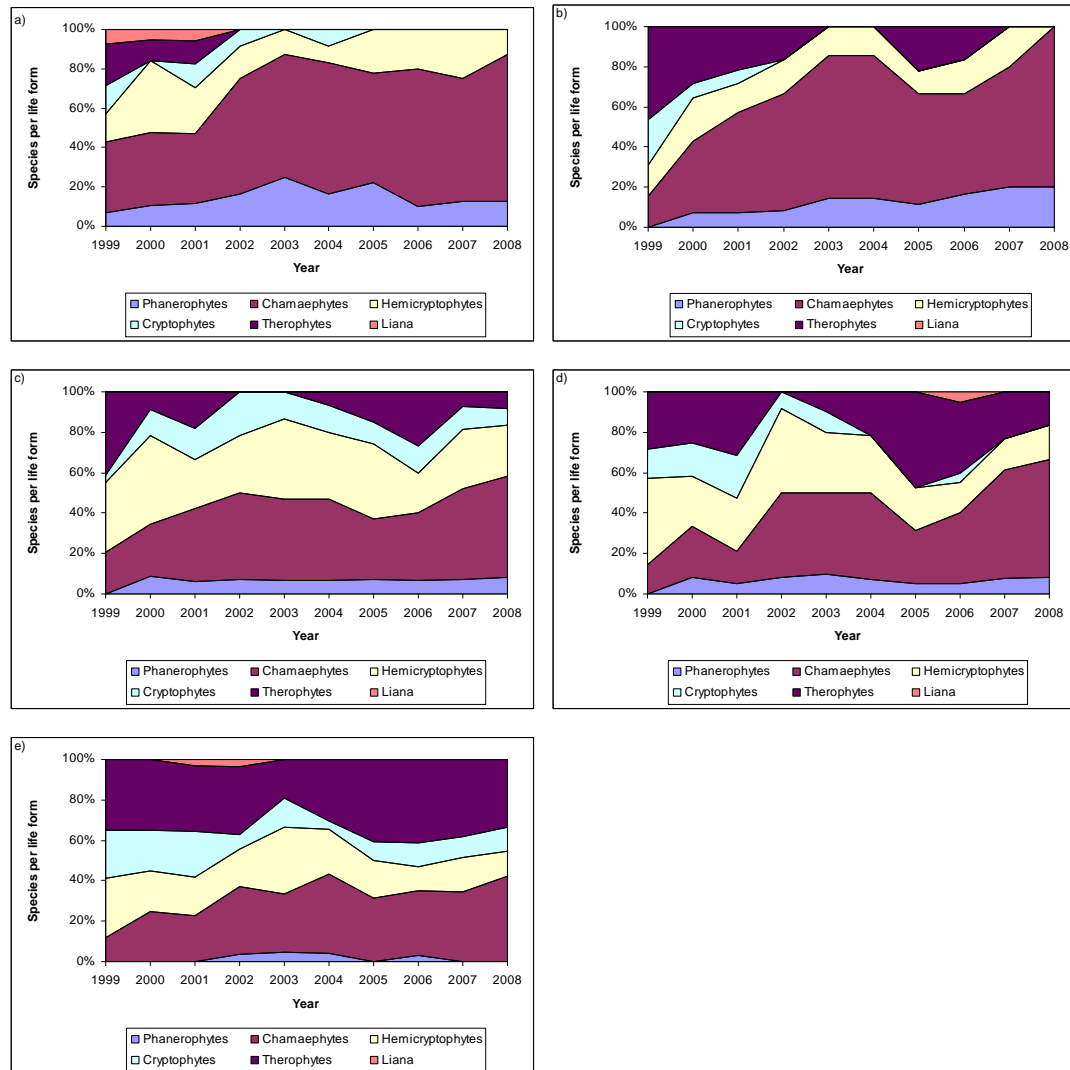 a)
Species per life form
100%
80%
60%
40%
20%
0%
1999 2000 2001 2002 2003 2004 2005 2006 2007 2008
Year
Phanerophytes Chamaephytes Hemicryptophytes
Cryptophytes Therophytes Liana
b)
Species per life form
100%
80%
60%
40%
20%
0%
1999 2000 2001 2002 2003 2004 2005 2006 2007 2008
Year
Phanerophytes Chamaephytes Hemicryptophytes
Cryptophytes Therophytes Liana
c)
Species per life form
100%
80%
60%
40%
20%
0%
1999 2000 2001 2002 2003 2004 2005 2006 2007 2008
Year
Phanerophytes Chamaephytes Hemicryptophytes
Cryptophytes Therophytes Liana
d)
Species per life form
100%
80%
60%
40%
20%
0%
1999 2000 2001 2002 2003 2004 2005 2006 2007 2008
Year
Phanerophytes Chamaephytes Hemicryptophytes
Cryptophytes Therophytes Liana
e)
Species per life form
100%
80%
60%
40%
20%
0%
1999 2000 2001 2002 2003 2004 2005 2006 2007 2008
Year
Phanerophytes Chamaephytes Hemicryptophytes
Cryptophytes Therophytes Liana